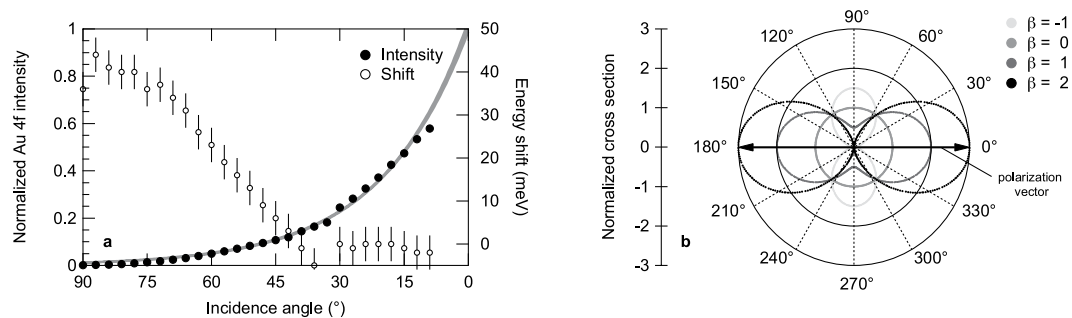 Normalized Au 4f intensity
1
0.8
0.6
0.4
0.2
0
90
75
60
45
30
15
0
Incidence angle (°)
50
40
30
20
10
0
Energy shift (meV)
Intensity
Shift
a
Normalized cross section
3
2
1
0
-1
-2
-3
b
90°
60°
30°
0°
330°
300°
270°
240°
210°
180°
150°
120°
polarization
vector
β = -1
β = 0
β = 1
β = 2